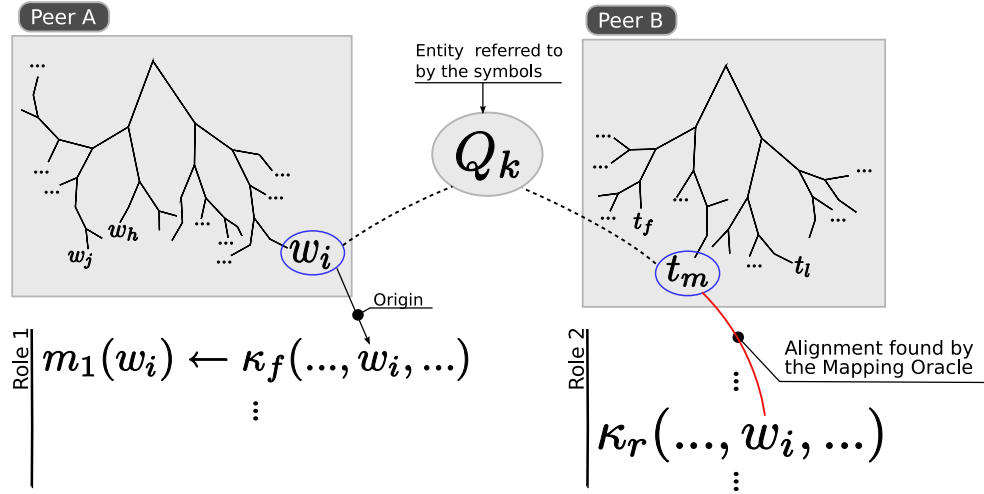 Peer A
Peer B
Entity referred to
by the symbols
Q_k
...
...
...
...
...
...
...
w_j
w_h
w_i
...
...
...
...
...
...
...
t_f
t_l
t_m
Origin
Role 1
m_1(w_i) ← κ_f(..., w_i, ...)
⋮
Role 2
Alignment found by
the Mapping Oracle
⋮
κ_r(..., w_i, ...)
⋮